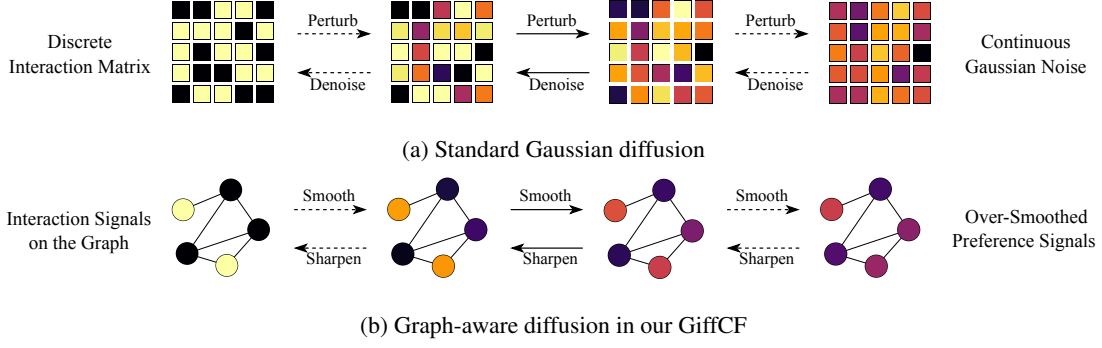 Discrete
Interaction Matrix
Perturb
Denoise
Perturb
Denoise
Perturb
Denoise
Continuous
Gaussian Noise
(a) Standard Gaussian diffusion
Interaction Signals
on the Graph
Smooth
Sharpen
Smooth
Sharpen
Smooth
Sharpen
Over-Smoothed
Preference Signals
(b) Graph-aware diffusion in our GiffCF